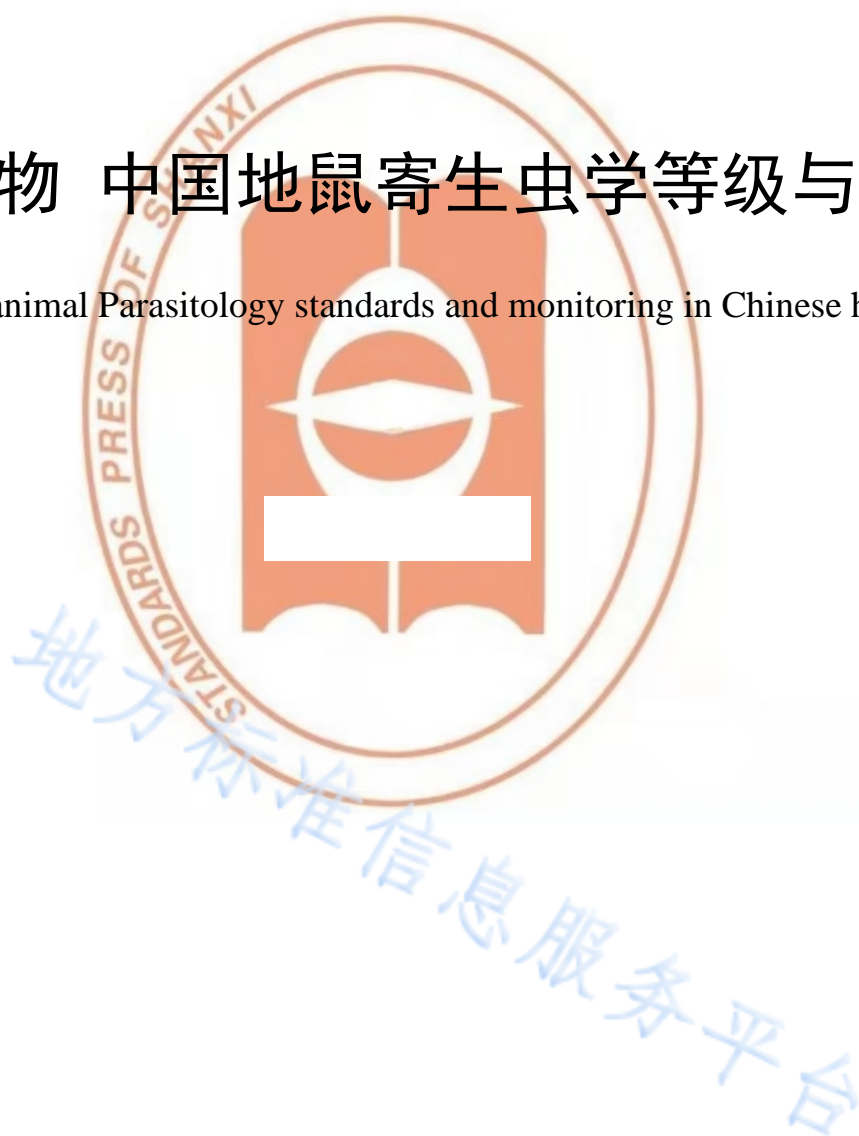 物 中国地鼠寄生虫学等级与
animal Parasitology standards and monitoring in Chinese h
STANDARDS PRESS OF SHANXI
地方标准信息服务平台